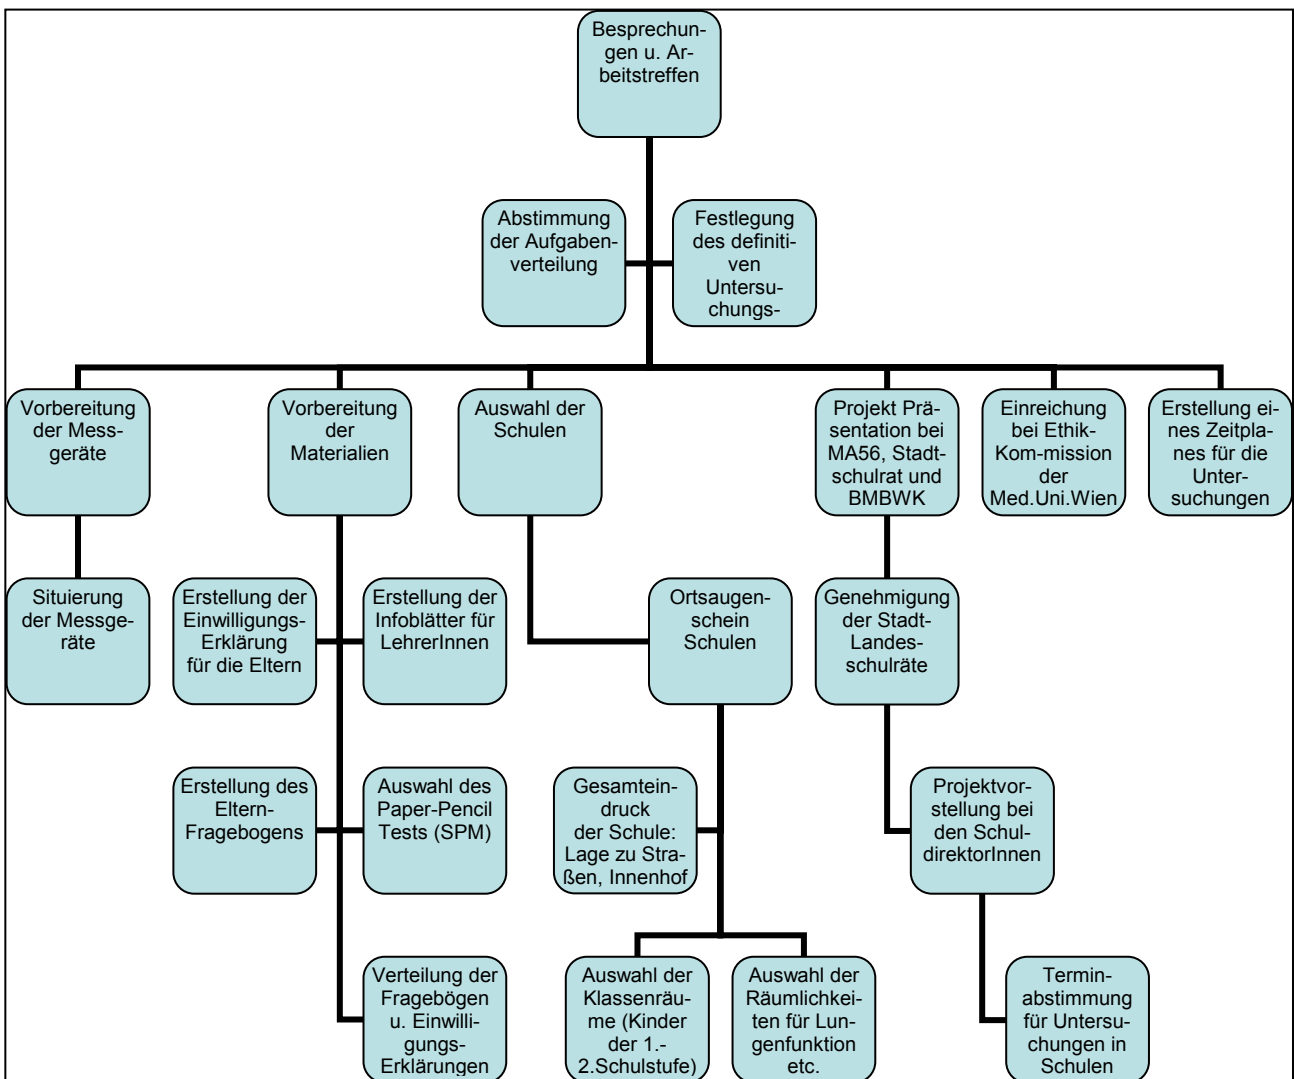 Besprechun-
gen u. Ar-
beitstreffen
Abstimmung
der Aufgaben-
verteilung
Festlegung
des definiti-
ven
Untersu-
chungs-
Vorbereitung
der Mess-
geräte
Vorbereitung
der
Materialien
Auswahl der
Schulen
Projekt Prä-
sentation bei
MA56, Stadt-
schulrat und
BMBWK
Einreichung
bei Ethik-
Kom-mission
der
Med.Uni.Wien
Erstellung ei-
nes Zeitpla-
nes für die
Unter-
suchungen
Situierung
der Messge-
räte
Erstellung der
Einwilligungs-
Erklärung
für die Eltern
Erstellung der
Infoblätter für
LehrerInnen
Ortsaugen-
schein
Schulen
Genehmigung
der Stadt-
Landes-
schulräte
Erstellung des
Eltern-
Fragebogens
Auswahl des
Paper-Pencil
Tests (SPM)
Gesamtein-
druck
der Schule:
Lage zu Stra-
ßen, Innenhof
Projektvor-
stellung bei
den Schul-
direktorInnen
Verteilung der
Fragebögen
u. Einwilli-
gungs-
Erklärungen
Auswahl der
Klassenräu-
me (Kinder
der 1.-
2.Schulstufe)
Auswahl der
Räumlichkei-
ten für Lun-
genfunktion
etc.
Termin-
abstimmung
für Untersu-
chungen in
Schulen